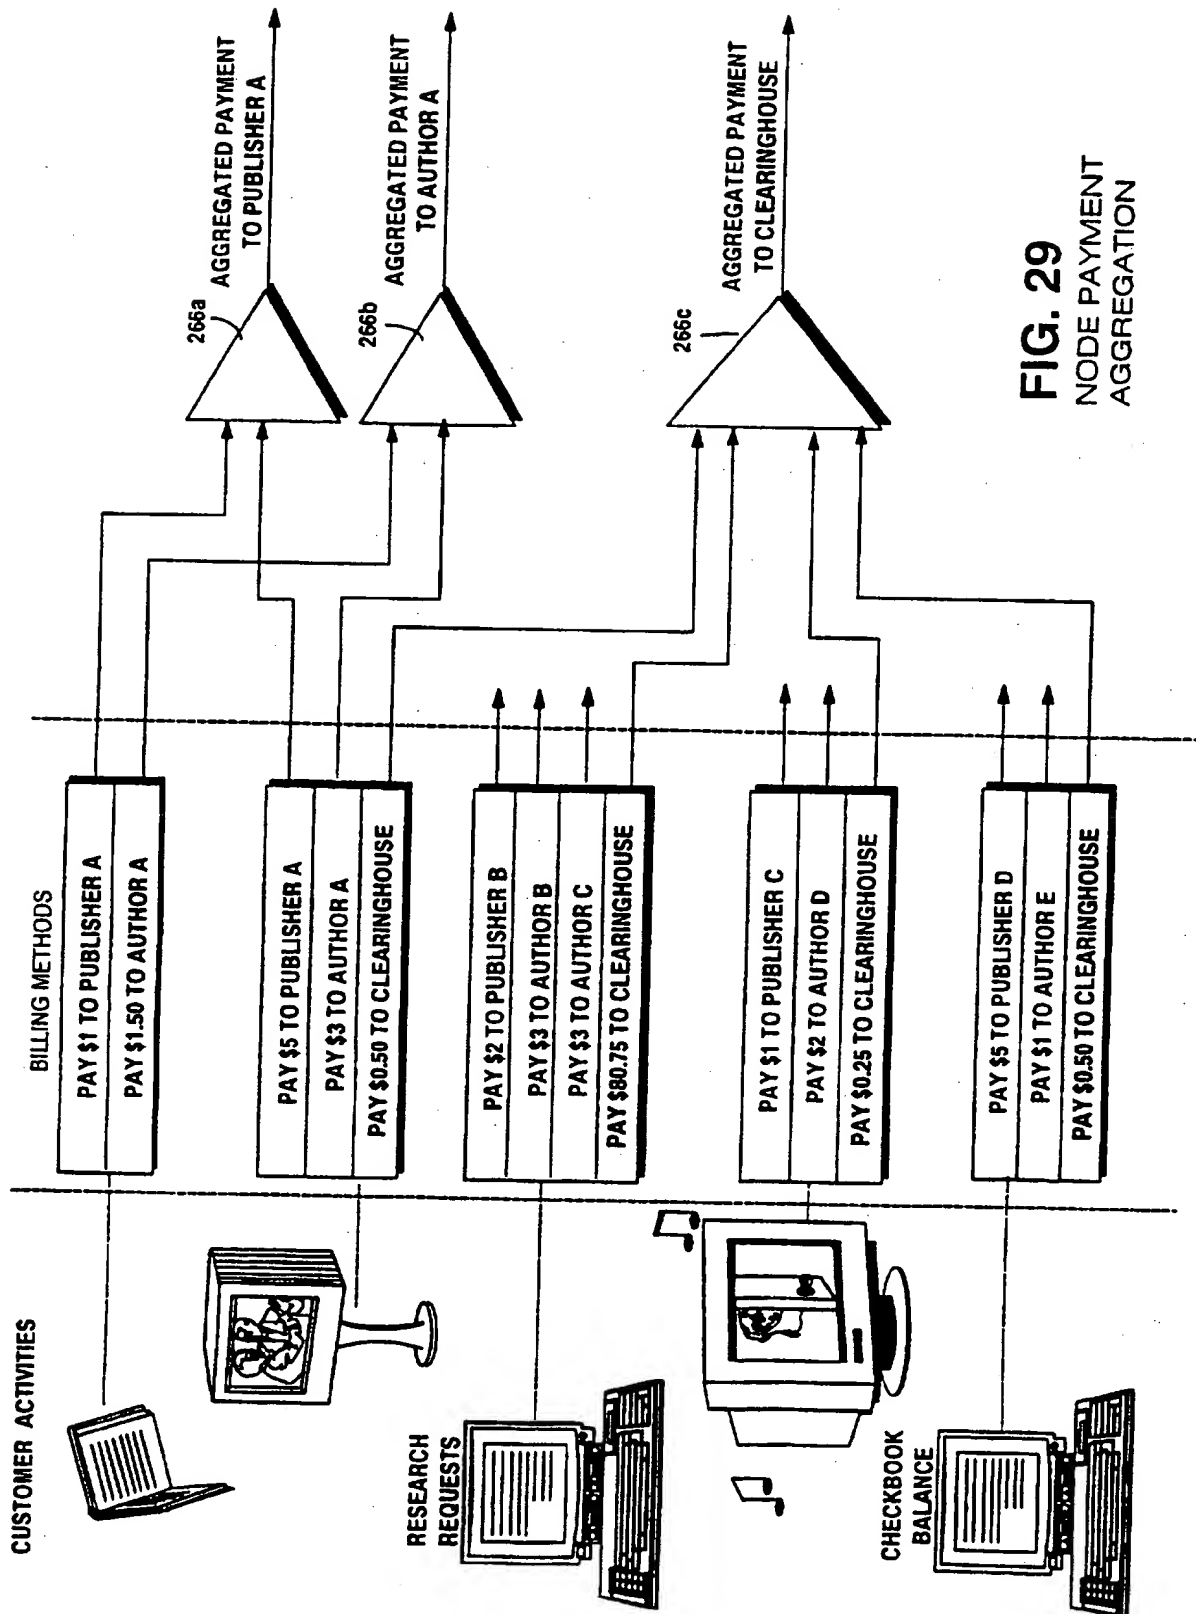 CUSTOMER ACTIVITIES
RESEARCH
REQUESTS
CHECKBOOK
BALANCE
BILLING METHODS
PAY $1 TO PUBLISHER A
PAY $1.50 TO AUTHOR A
PAY $5 TO PUBLISHER A
PAY $3 TO AUTHOR A
PAY $0.50 TO CLEARINGHOUSE
PAY $2 TO PUBLISHER B
PAY $3 TO AUTHOR B
PAY $3 TO AUTHOR C
PAY $80.75 TO CLEARINGHOUSE
PAY $1 TO PUBLISHER C
PAY $2 TO AUTHOR D
PAY $0.25 TO CLEARINGHOUSE
PAY $5 TO PUBLISHER D
PAY $1 TO AUTHOR E
PAY $0.50 TO CLEARINGHOUSE
266a
AGGREGATED PAYMENT
TO PUBLISHER A
266b
AGGREGATED PAYMENT
TO AUTHOR A
266c
AGGREGATED PAYMENT
TO CLEARINGHOUSE
FIG. 29
NODE PAYMENT
AGGREGATION